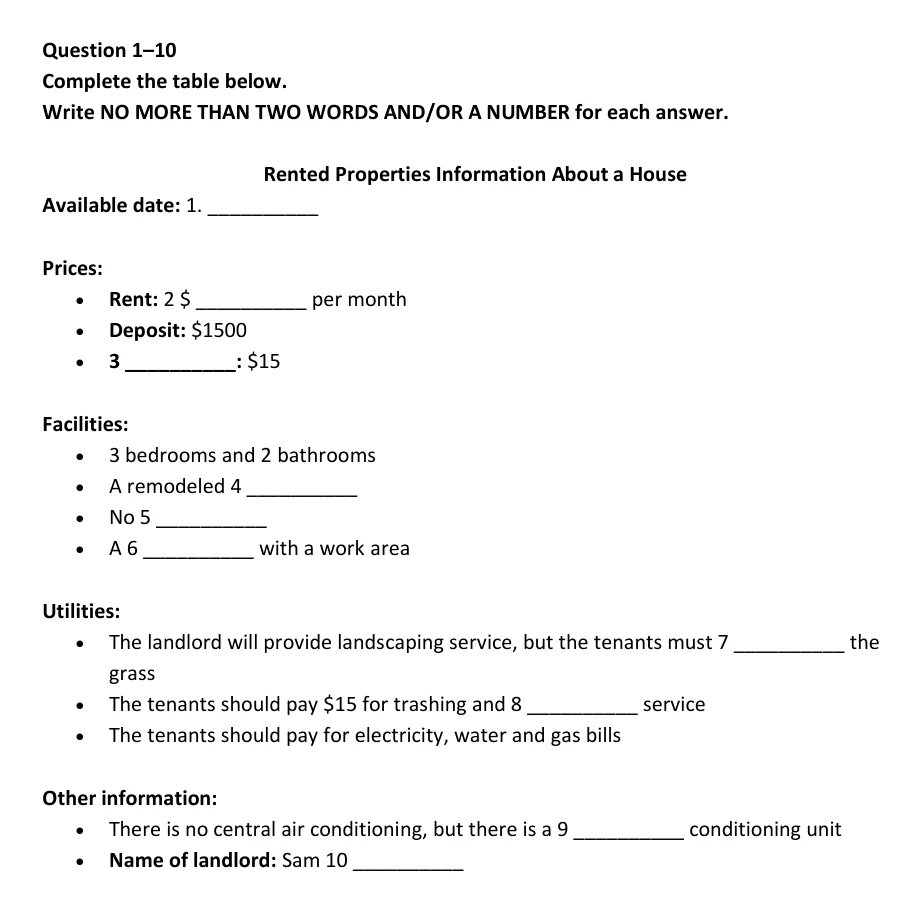 Question 1–10
Complete the table below.
Write NO MORE THAN TWO WORDS AND/OR A NUMBER for each answer.
Rented Properties Information About a House
Available date: 1. __________
Prices:
• Rent: 2 $ __________ per month
• Deposit: $1500
• 3 __________: $15
Facilities:
• 3 bedrooms and 2 bathrooms
• A remodeled 4 __________
• No 5 __________
• A 6 __________ with a work area
Utilities:
• The landlord will provide landscaping service, but the tenants must 7 __________ the
grass
• The tenants should pay $15 for trashing and 8 __________ service
• The tenants should pay for electricity, water and gas bills
Other information:
• There is no central air conditioning, but there is a 9 __________ conditioning unit
• Name of landlord: Sam 10 __________